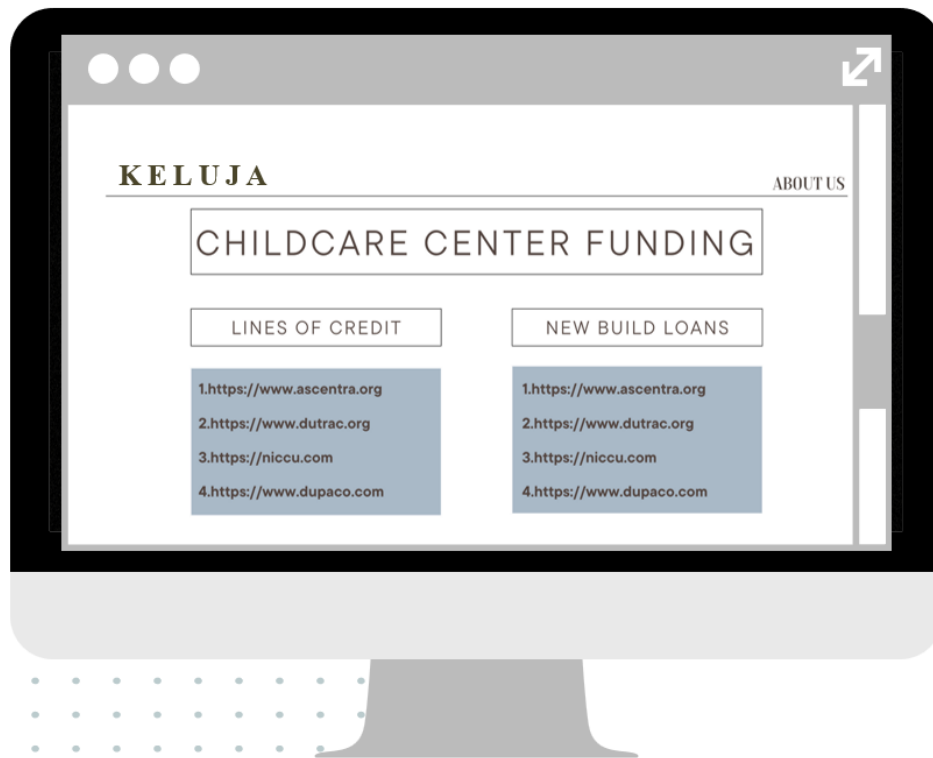 KELUJA
ABOUT US
CHILDCARE CENTER FUNDING
LINES OF CREDIT
1.https://www.ascentra.org
2.https://www.dutrac.org
3.https://niccu.com
4.https://www.dupaco.com
NEW BUILD LOANS
1.https://www.ascentra.org
2.https://www.dutrac.org
3.https://niccu.com
4.https://www.dupaco.com